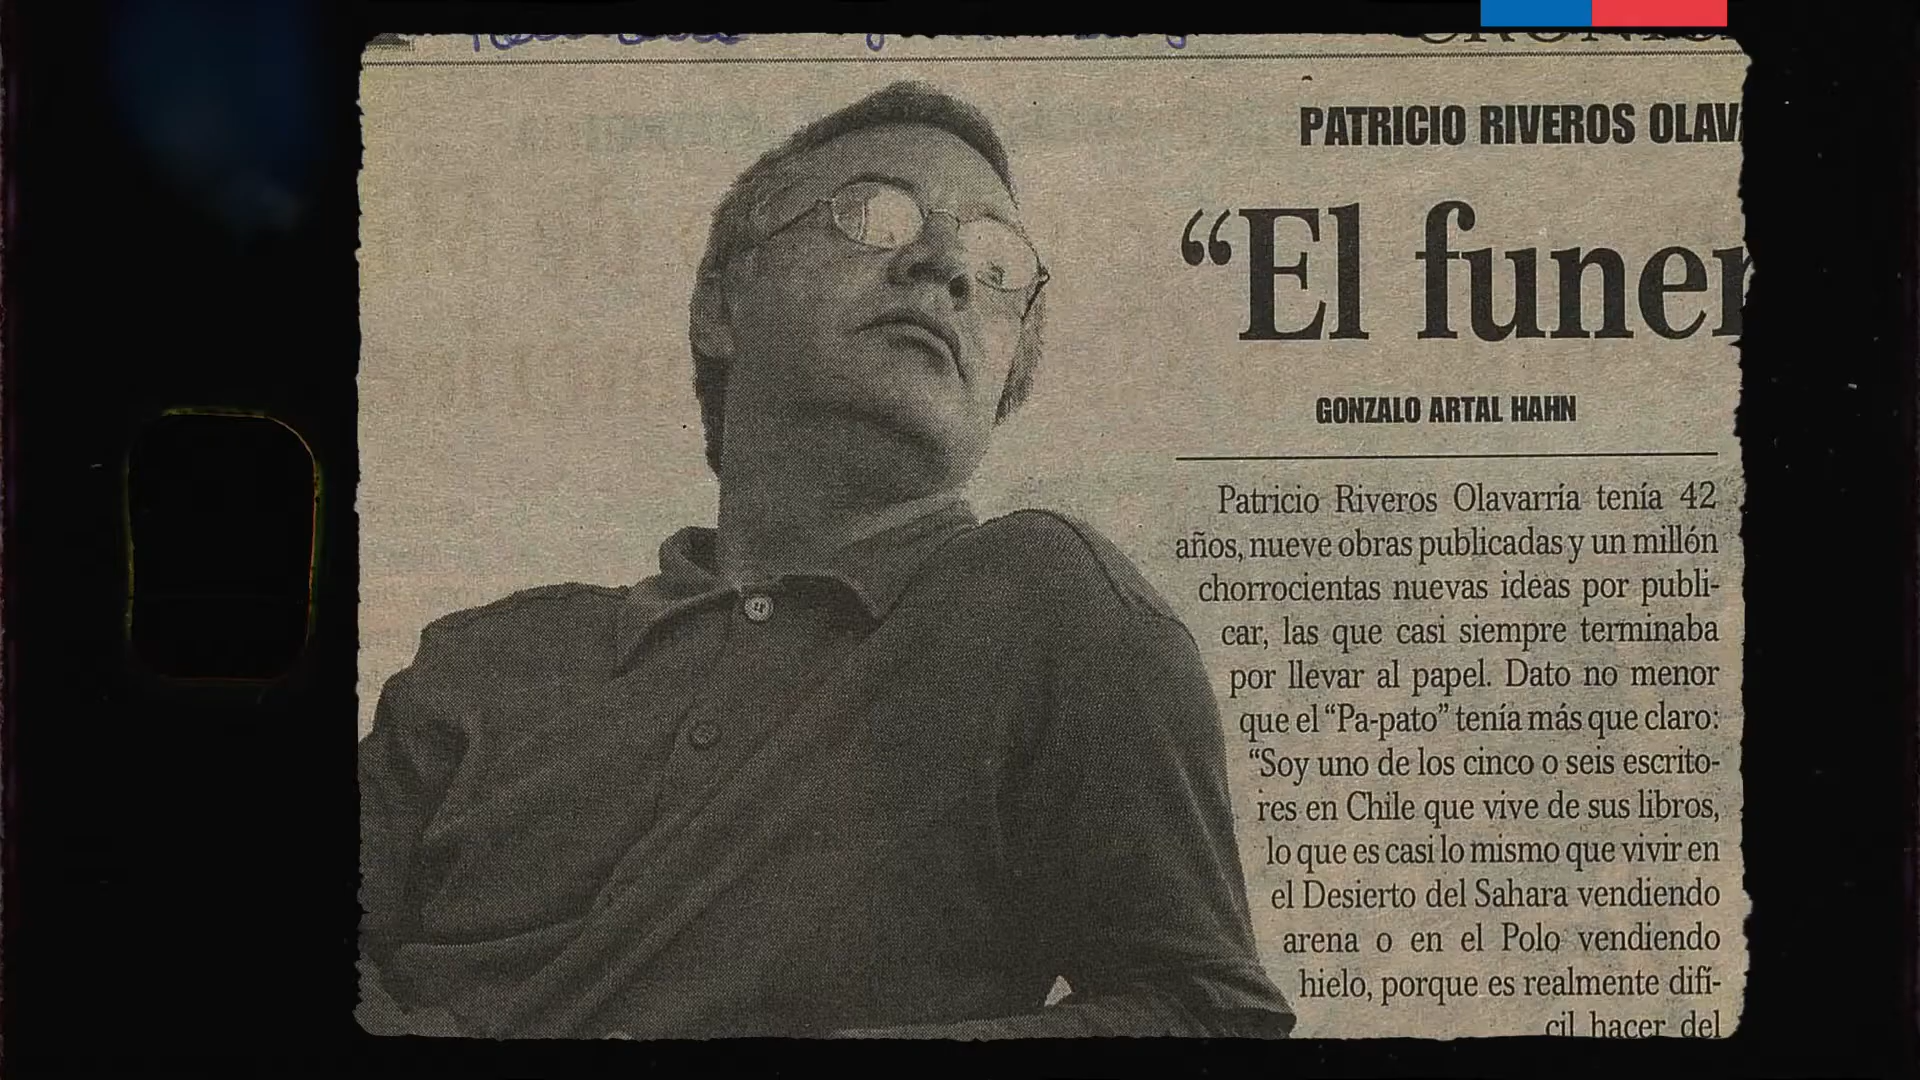 PATRICIO RIVEROS OLAV
“El funer
GONZALO ARTAL HAHN
Patricio Riveros Olavarría tenía 42
años, nueve obras publicadas y un millón
chorrocientas nuevas ideas por publi-
car, las que casi siempre terminaba
por llevar al papel. Dato no menor
que el “Pa-pato” tenía más que claro:
“Soy uno de los cinco o seis escrito-
res en Chile que vive de sus libros,
lo que es casi lo mismo que vivir en
el Desierto del Sahara vendiendo
arena o en el Polo vendiendo
hielo, porque es realmente difí-
cil hacer del